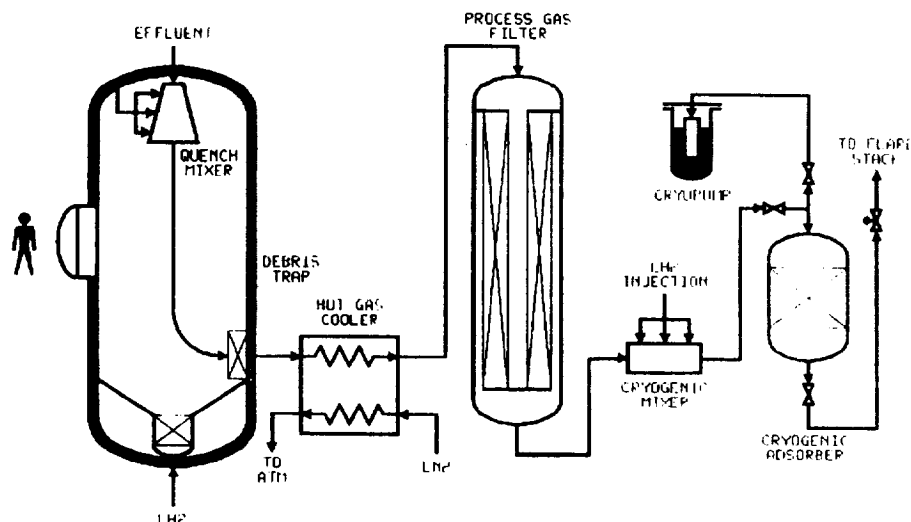 PROCESS GAS
FILTER
EFFLUENT
QUENCH
MIXER
CRYOPUMP
TO FLARE
STACK
DEBRIS
TRAP
HOT GAS
COOLER
LH2
INJECTION
CRYOGENIC
MIXER
CRYOGENIC
ADSORBER
TO
ATM
LN2
LH2